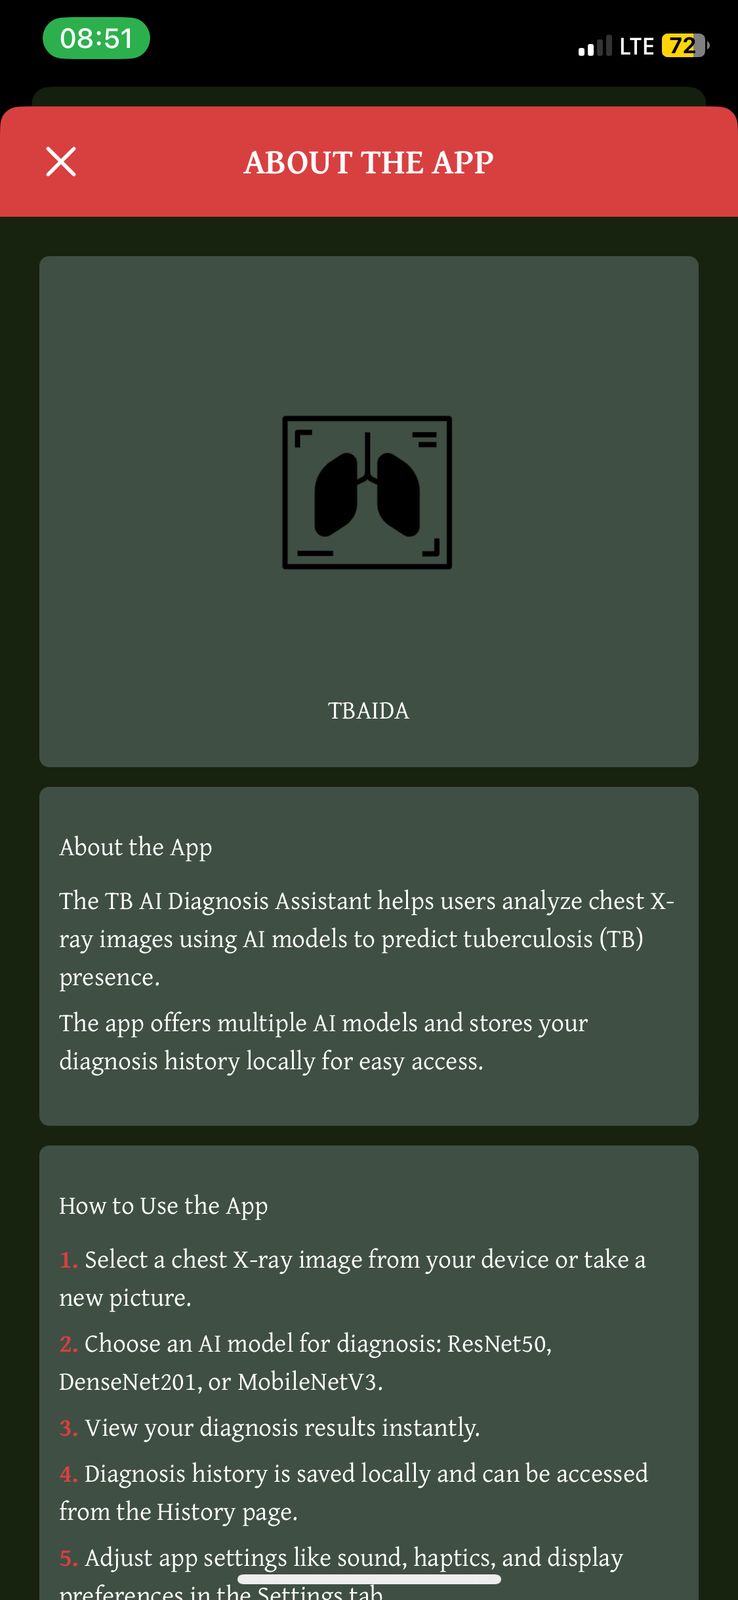 08:51
LTE 72
ABOUT THE APP
TBAIDA
About the App
The TB AI Diagnosis Assistant helps users analyze chest X-
ray images using AI models to predict tuberculosis (TB)
presence.
The app offers multiple AI models and stores your
diagnosis history locally for easy access.
How to Use the App
1. Select a chest X-ray image from your device or take a
new picture.
2. Choose an AI model for diagnosis: ResNet50,
DenseNet201, or MobileNetV3.
3. View your diagnosis results instantly.
4. Diagnosis history is saved locally and can be accessed
from the History page.
5. Adjust app settings like sound, haptics, and display
preferences in the Settings tab